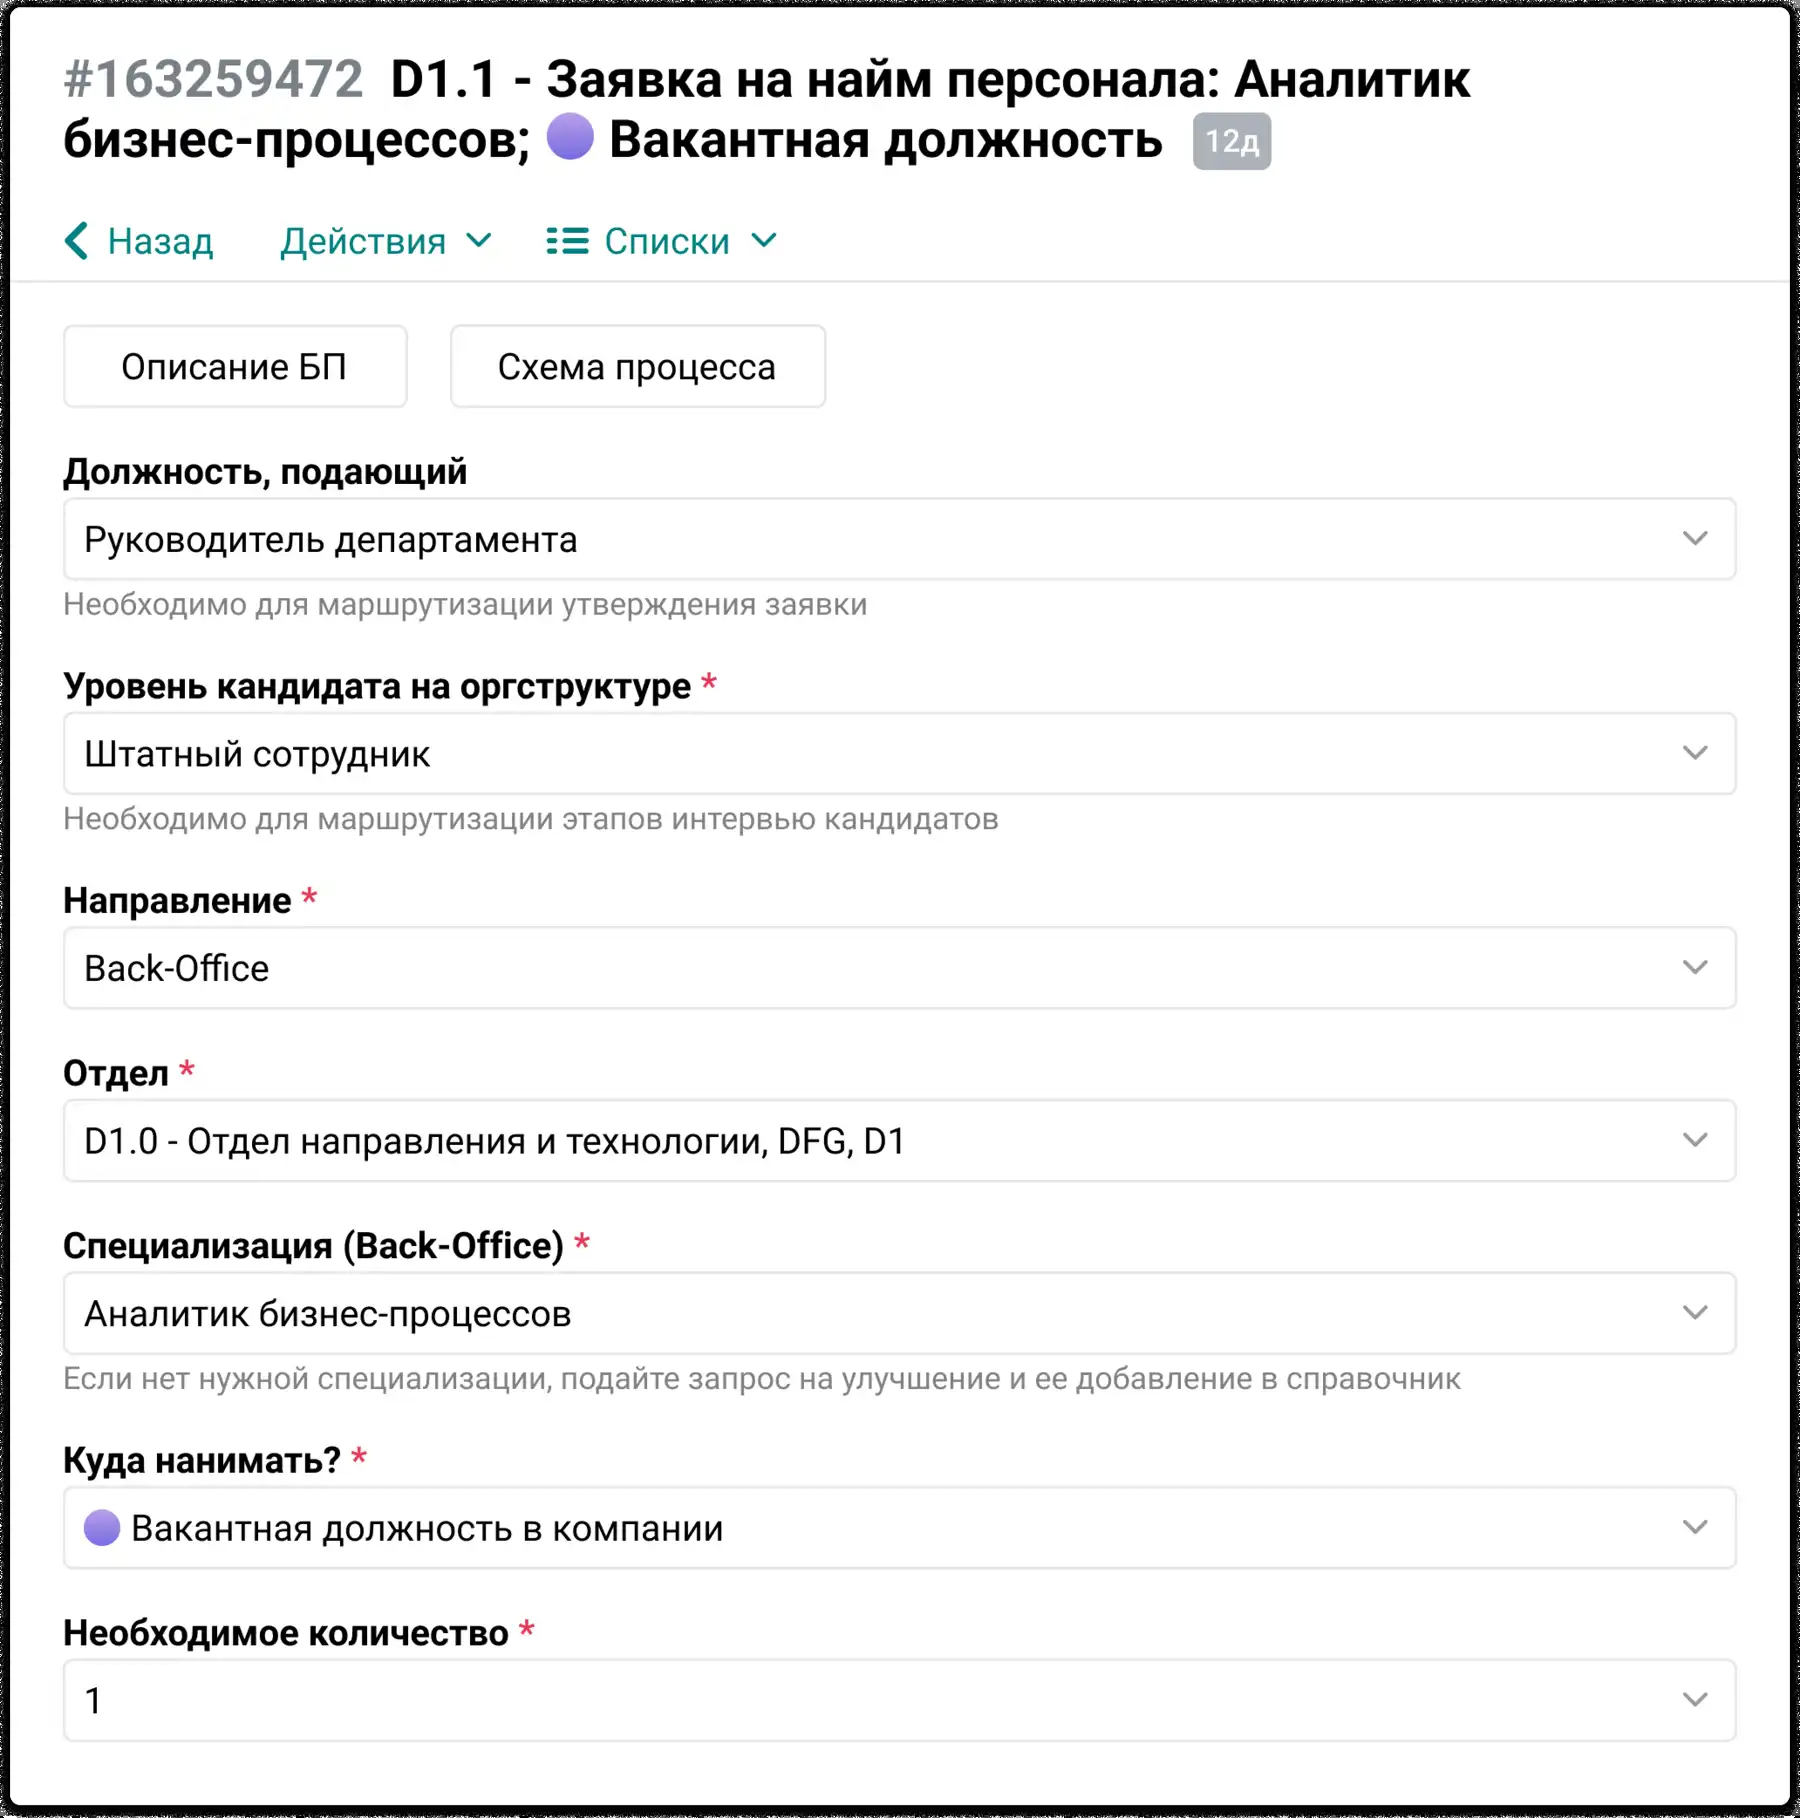 #163259472 D1.1 - Заявка на найм персонала: Аналитик
бизнес-процессов; 🟣 Вакантная должность 12д
Назад Действия Списки
Описание БП Схема процесса
Должность, подающий
Руководитель департамента
Необходимо для маршрутизации утверждения заявки
Уровень кандидата на оргструктуре *
Штатный сотрудник
Необходимо для маршрутизации этапов интервью кандидатов
Направление *
Back-Office
Отдел *
D1.0 - Отдел направления и технологии, DFG, D1
Специализация (Back-Office) *
Аналитик бизнес-процессов
Если нет нужной специализации, подайте запрос на улучшение и ее добавление в справочник
Куда нанимать? *
🟣 Вакантная должность в компании
Необходимое количество *
1